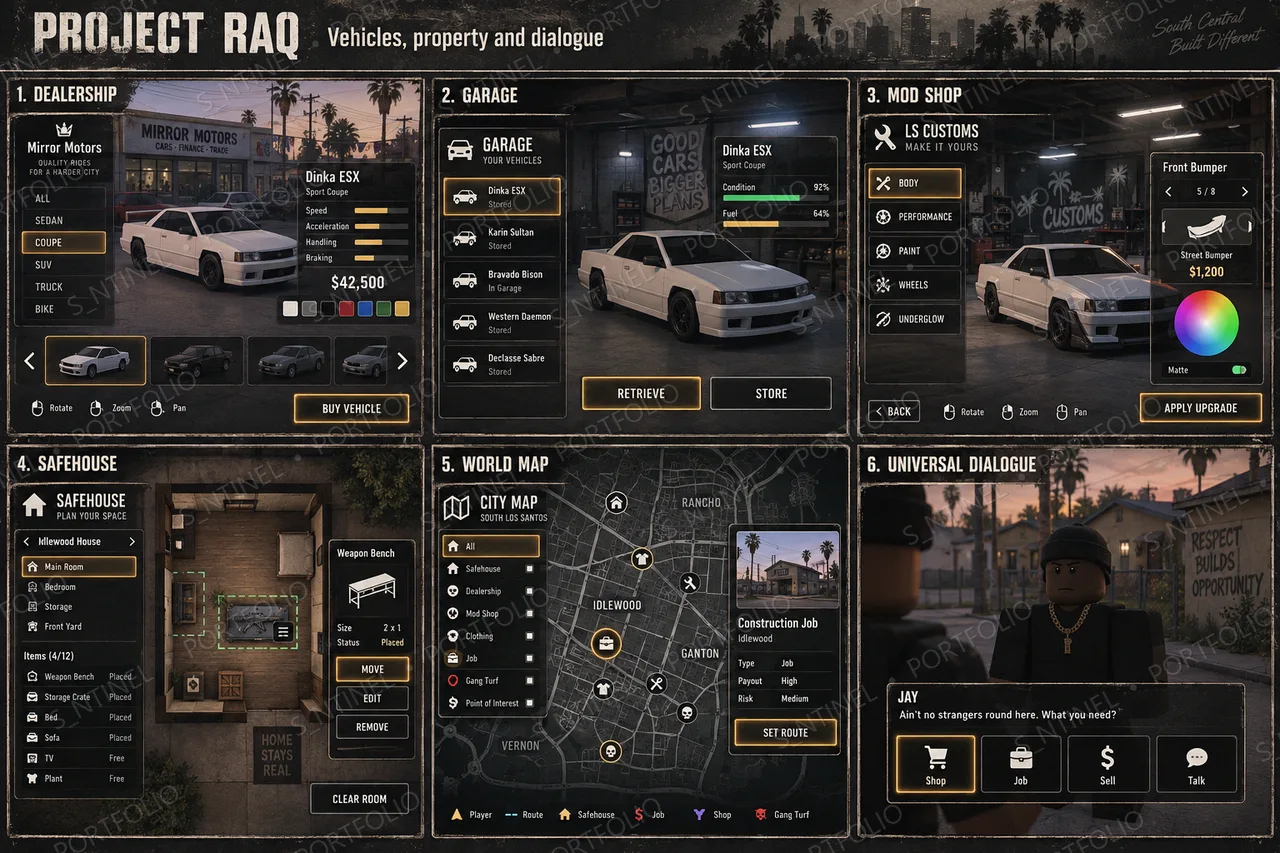 PROJECT RAQ
Vehicles, property and dialogue
South Central
Built Different
1. DEALERSHIP
Mirror Motors
QUALITY RIDES
FOR A HARDER CITY
ALL
SEDAN
COUPE
SUV
TRUCK
BIKE
MIRROR MOTORS
CARS · FINANCE · TRADE
Dinka ESX
Sport Coupe
Speed
Acceleration
Handling
Braking
$42,500
Rotate
Zoom
Pan
BUY VEHICLE
2. GARAGE
GARAGE
YOUR VEHICLES
Dinka ESX
Stored
Karin Sultan
Stored
Bravado Bison
In Garage
Western Daemon
Stored
Declasse Sabre
Stored
GOOD
CARS
BIGGER
PLANS
Dinka ESX
Sport Coupe
Condition 92%
Fuel 64%
RETRIEVE
STORE
3. MOD SHOP
LS CUSTOMS
MAKE IT YOURS
BODY
PERFORMANCE
PAINT
WHEELS
UNDERGLOW
CUSTOMS
Front Bumper
5 / 8
Street Bumper
$1,200
Matte
BACK
Rotate
Zoom
Pan
APPLY UPGRADE
4. SAFEHOUSE
SAFEHOUSE
PLAN YOUR SPACE
Idlewood House
Main Room
Bedroom
Storage
Front Yard
Items (4/12)
Weapon Bench Placed
Storage Crate Placed
Bed Placed
Sofa Placed
TV Free
Plant Free
HOME
STAYS
REAL
Weapon Bench
Size 2 x 1
Status Placed
MOVE
EDIT
REMOVE
CLEAR ROOM
5. WORLD MAP
CITY MAP
SOUTH LOS SANTOS
All
Safehouse
Dealership
Mod Shop
Clothing
Job
Gang Turf
Point of Interest
RANCHO
IDLEWOOD
GANTON
VERNON
Construction Job
Idlewood
Type Job
Payout High
Risk Medium
SET ROUTE
Player
Route
Safehouse
Job
Shop
Gang Turf
6. UNIVERSAL DIALOGUE
RESPECT
BUILDS
OPPORTUNITY
JAY
Ain't no strangers round here. What you need?
Shop
Job
Sell
Talk
S_NTINEL
PORTFOLIO